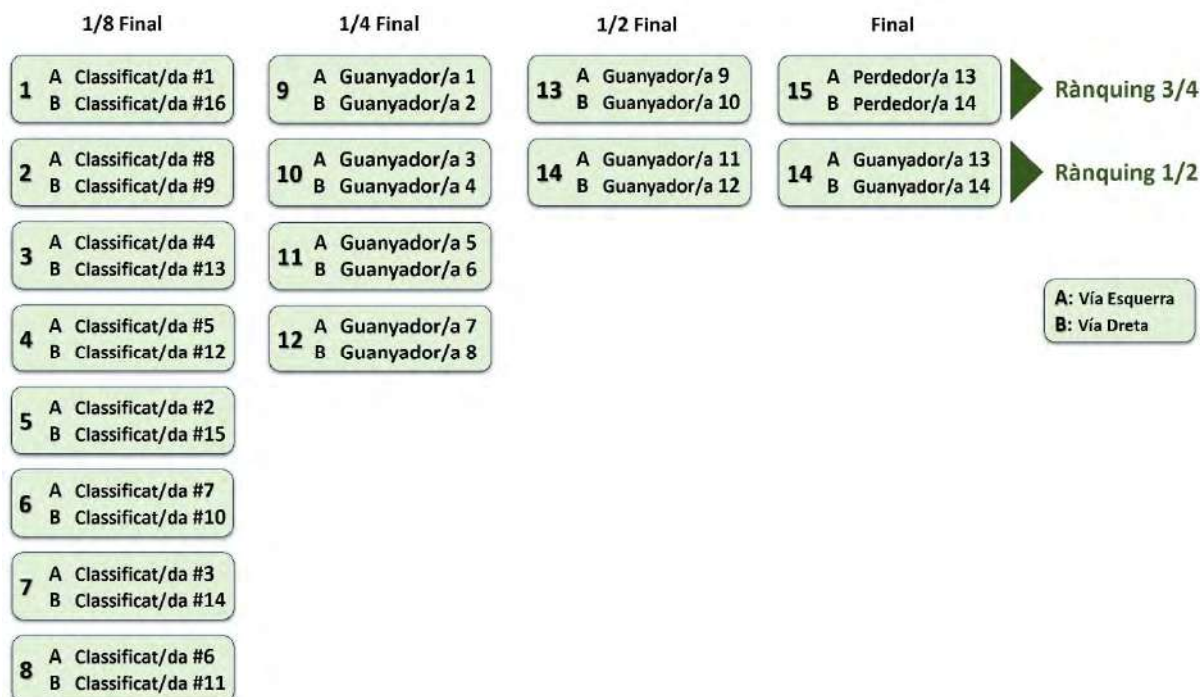 1/8 Final
1/4 Final
1/2 Final
Final
1
A Classificat/da #1
B Classificat/da #16
2
A Classificat/da #8
B Classificat/da #9
3
A Classificat/da #4
B Classificat/da #13
4
A Classificat/da #5
B Classificat/da #12
5
A Classificat/da #2
B Classificat/da #15
6
A Classificat/da #7
B Classificat/da #10
7
A Classificat/da #3
B Classificat/da #14
8
A Classificat/da #6
B Classificat/da #11
9
A Guanyador/a 1
B Guanyador/a 2
10
A Guanyador/a 3
B Guanyador/a 4
11
A Guanyador/a 5
B Guanyador/a 6
12
A Guanyador/a 7
B Guanyador/a 8
13
A Guanyador/a 9
B Guanyador/a 10
14
A Guanyador/a 11
B Guanyador/a 12
15
A Perdedor/a 13
B Perdedor/a 14
Rànquing 3/4
14
A Guanyador/a 13
B Guanyador/a 14
Rànquing 1/2
A: Vía Esquerra
B: Vía Dreta